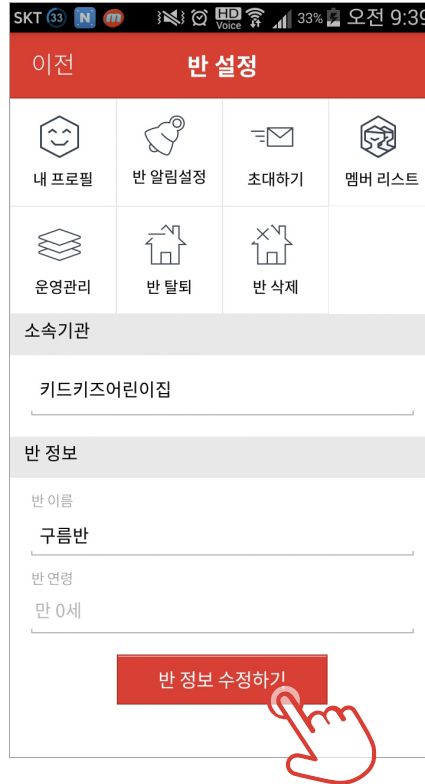 SKT 33 N m HD Voice 33% 오전 9:39
이전 반 설정
내 프로필 반 알림설정 초대하기 멤버 리스트
운영관리 반 탈퇴 반 삭제
소속기관
키드키즈어린이집
반 정보
반 이름
구름반
반 연령
만 0세
반 정보 수정하기